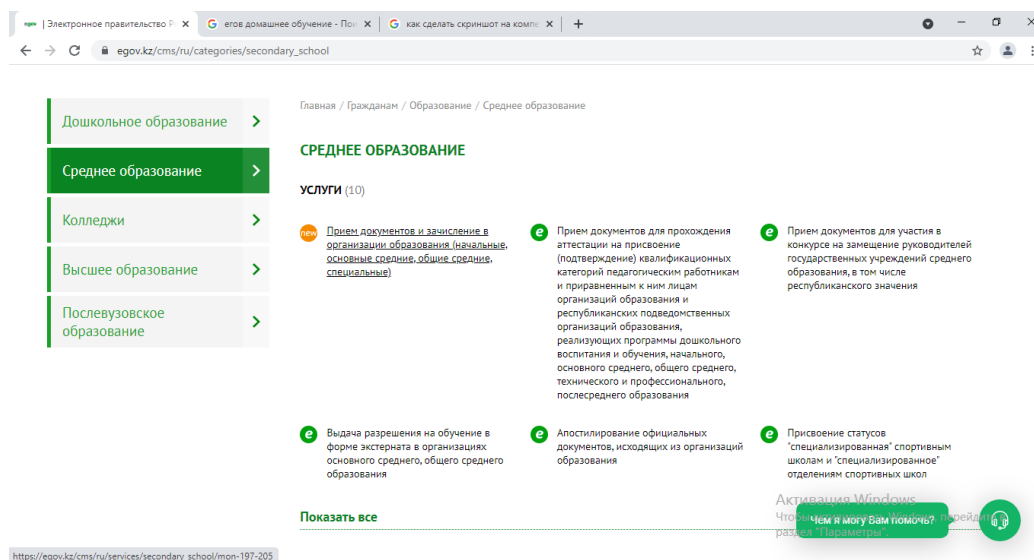 Электронное правительство Р
егов домашнее обучение - Пои
как сделать скриншот на компе
egov.kz/cms/ru/categories/secondary_school
Дошкольное образование
Среднее образование
Колледжи
Высшее образование
Послевузовское
образование
Главная / Гражданам / Образование / Среднее образование
СРЕДНЕЕ ОБРАЗОВАНИЕ
УСЛУГИ (10)
new
Прием документов и зачисление в
организации образования (начальные,
основные средние, общие средние,
специальные)
Прием документов для прохождения
аттестации на присвоение
(подтверждение) квалификационных
категорий педагогическим работникам
и приравненным к ним лицам
организаций образования и
республиканских подведомственных
организаций образования,
реализующих программы дошкольного
воспитания и обучения, начального,
основного среднего, общего среднего,
технического и профессионального,
послесреднего образования
Прием документов для участия в
конкурсе на замещение руководителей
государственных учреждений среднего
образования, в том числе
республиканского значения
Выдача разрешения на обучение в
форме экстерната в организациях
основного среднего, общего среднего
образования
Апостилирование официальных
документов, исходящих из организаций
образования
Присвоение статусов
"специализированная" спортивным
школам и "специализированное"
отделениям спортивных школ
Показать все
Активация Windows
Чтобы перейдите в
раздел "Параметры".
Чем я могу Вам помочь?
https://egov.kz/cms/ru/services/secondary_school/mon-197-205